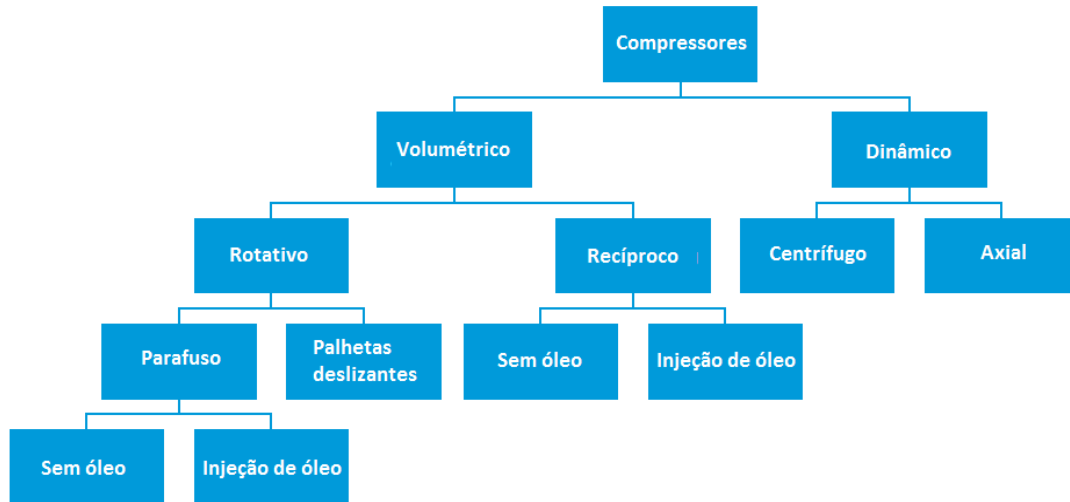 Compressores
Volumétrico
Dinâmico
Rotativo
Recíproco
Centrífugo
Axial
Parafuso
Palhetas
deslizantes
Sem óleo
Injeção de óleo
Sem óleo
Injeção de óleo